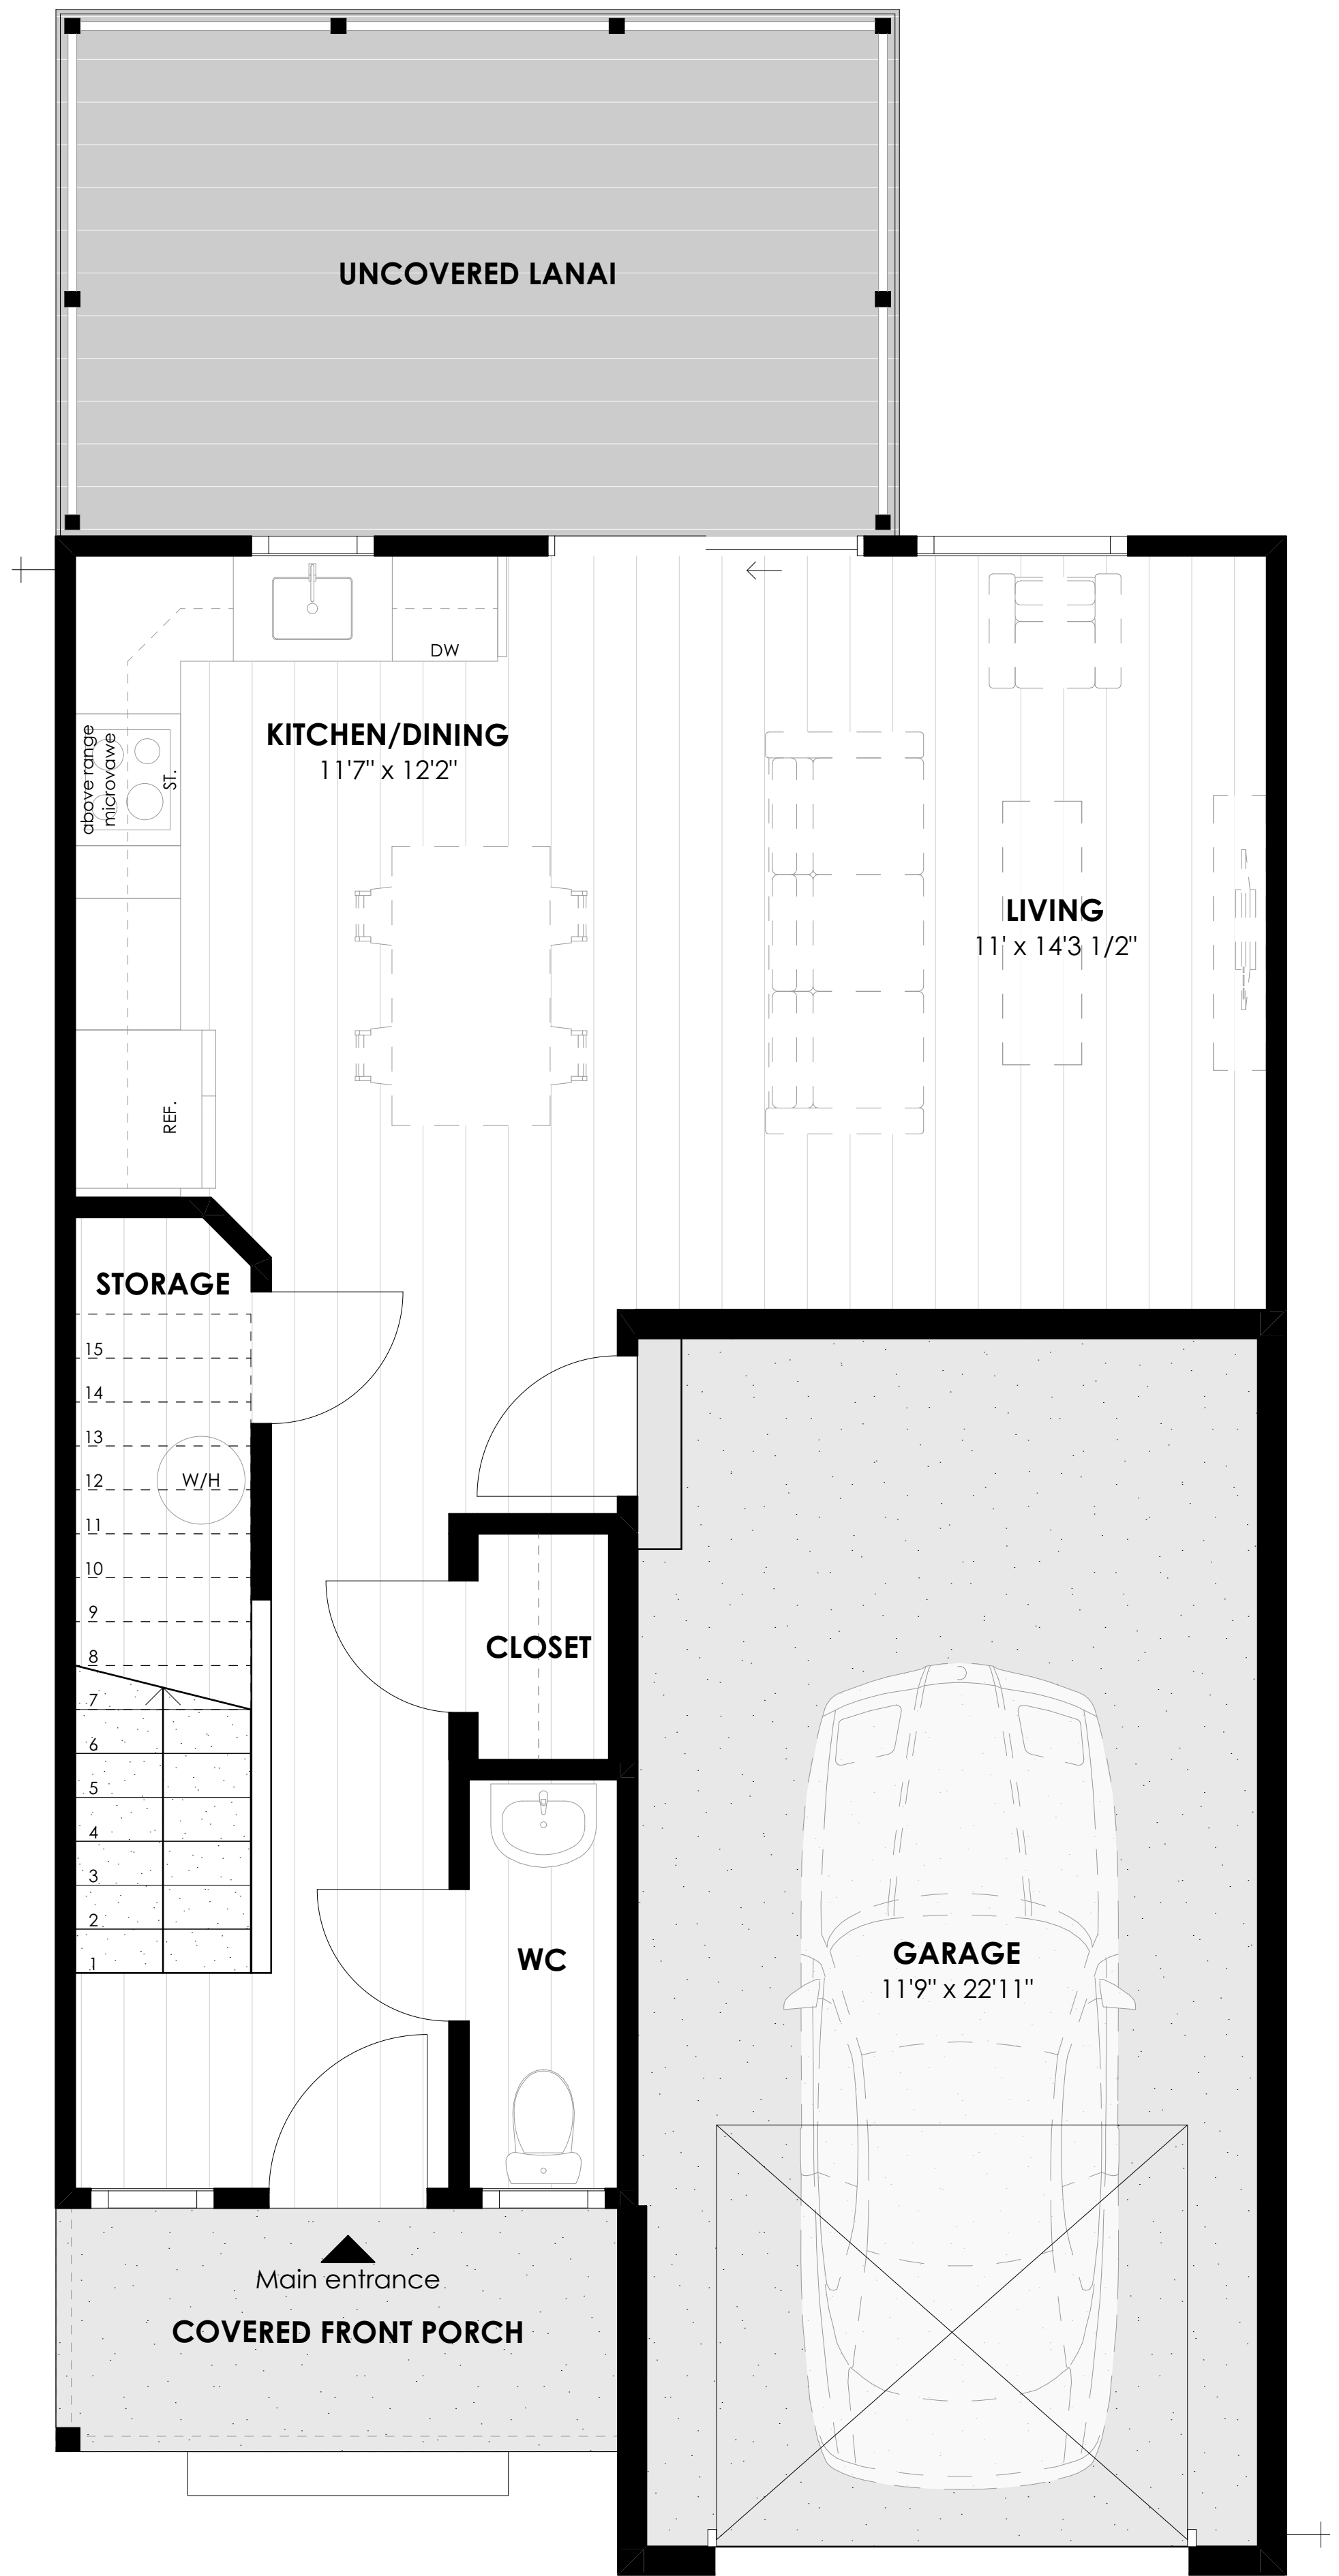 UNCOVERED LANAI
DW
KITCHEN/DINING
11'7" x 12'2"
above range
microvawe
ST.
LIVING
11' x 14'3 1/2"
REF.
STORAGE
15
14
13
12
W/H
11
10
9
8
7
6
5
4
3
2
1
CLOSET
WC
GARAGE
11'9" x 22'11"
Main entrance
COVERED FRONT PORCH